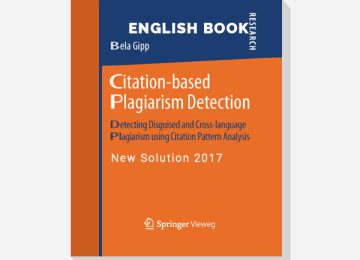 ENGLISH BOOK
RESEARCH
Bela Gipp
Citation-based
Plagiarism Detection
Detecting Disguised and Cross-language
Plagiarism using Citation Pattern Analysis
New Solution 2017
Springer Vieweg